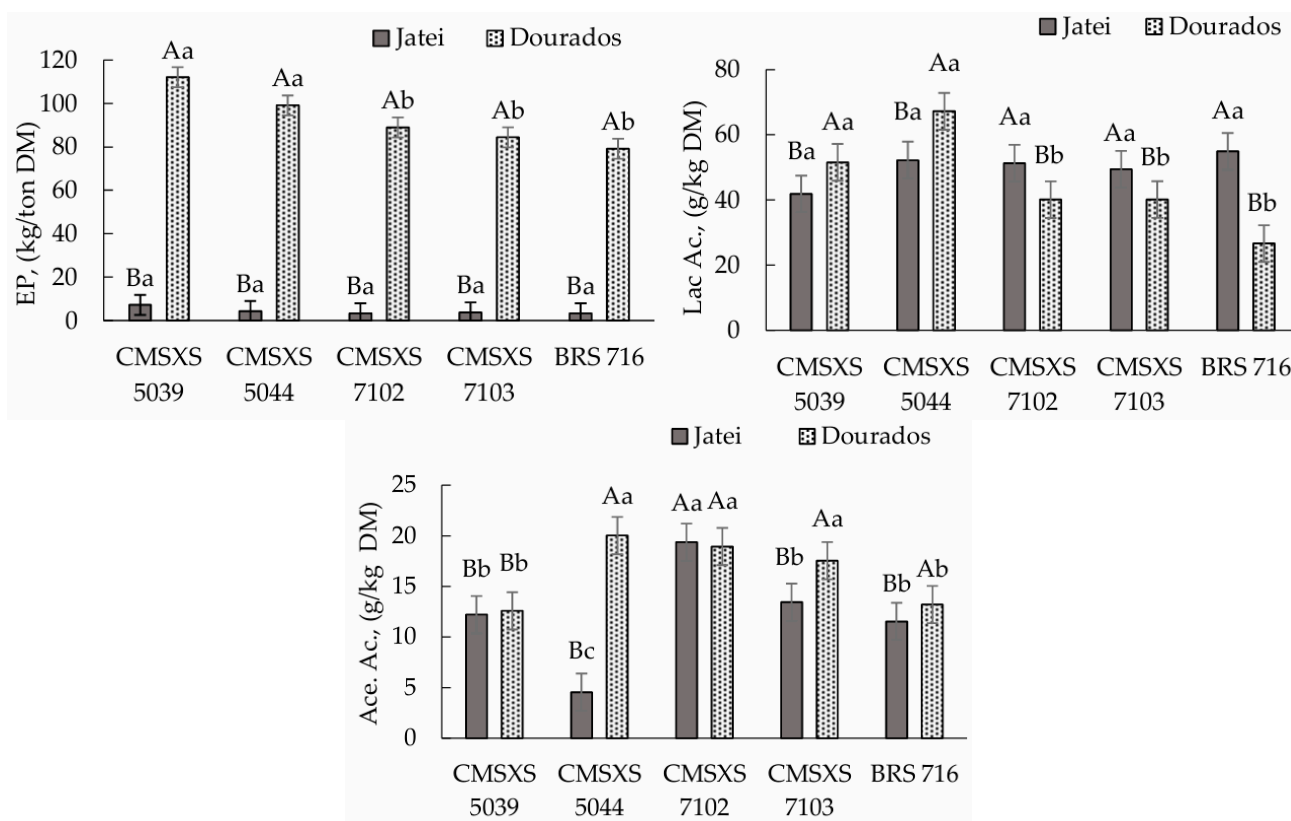 Jatei Dourados
EP, (kg/ton DM)
120
100
80
60
40
20
0
Aa
Aa
Ab
Ab
Ab
Ba
Ba
Ba
Ba
Ba
CMSXS CMSXS CMSXS CMSXS BRS 716
5039 5044 7102 7103
Jatei Dourados
Lac Ac., (g/kg DM)
80
60
40
20
0
Ba
Aa
Ba
Aa
Aa
Bb
Aa
Bb
Aa
Bb
CMSXS CMSXS CMSXS CMSXS BRS 716
5039 5044 7102 7103
Jatei Dourados
Ace. Ac., (g/kg DM)
25
20
15
10
5
0
Bb
Bb
Bc
Aa
Aa
Aa
Bb
Aa
Bb
Ab
CMSXS CMSXS CMSXS CMSXS BRS 716
5039 5044 7102 7103